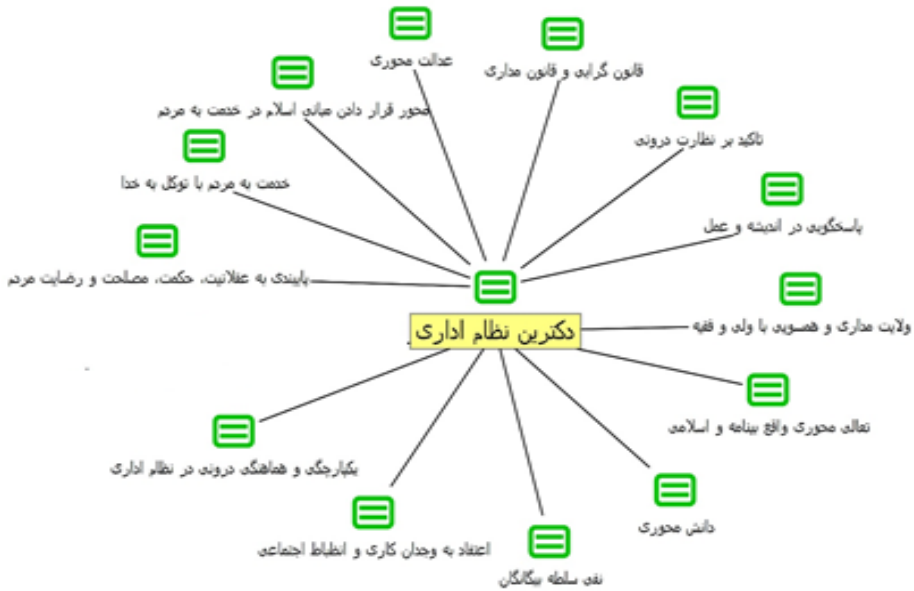 عدالت محوری
قانون گرایی و قانون مداری
محور قرار دادن مبانی اسلام در خدمت به مردم
تاکید بر نظارت درونی
خدمت به مردم با توکل به خدا
پاسخگویی در اندیشه و عمل
پایبندی به عقلانیت، حکمت، مصلحت و رضایت مردم
ولایت مداری و همسویی با ولی و فقیه
دکترین نظام اداری
تعالی محوری واقع بینانه و اسلامی
یکپارچگی و هماهنگی درونی در نظام اداری
دانش محوری
اعتقاد به وجدان کاری و انظباط اجتماعی
نفی سلطه بیگانگان